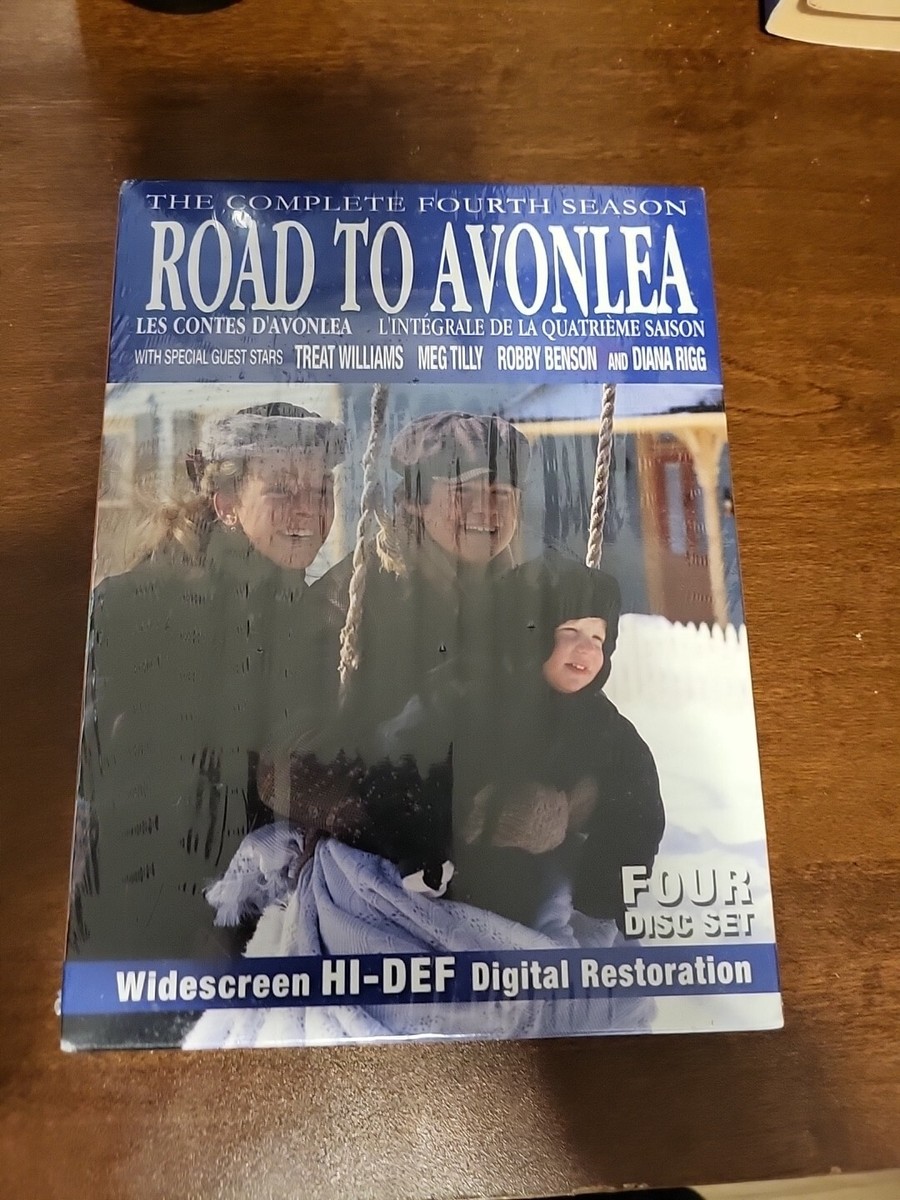 THE COMPLETE FOURTH SEASON
ROAD TO AVONLEA
LES CONTES D'AVONLEA L'INTÉGRALE DE LA QUATRIÈME SAISON
WITH SPECIAL GUEST STARS TREAT WILLIAMS MEG TILLY ROBBY BENSON AND DIANA RIGG
FOUR
DISC SET
Widescreen HI-DEF Digital Restoration